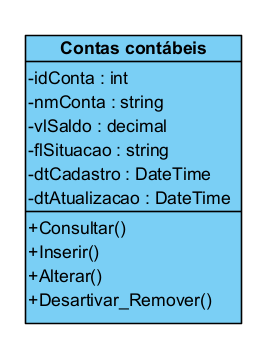 Contas contábeis
-idConta : int
-nmConta : string
-vlSaldo : decimal
-flSituacao : string
-dtCadastro : DateTime
-dtAtualizacao : DateTime
+Consultar()
+Inserir()
+Alterar()
+Desartivar_Remover()